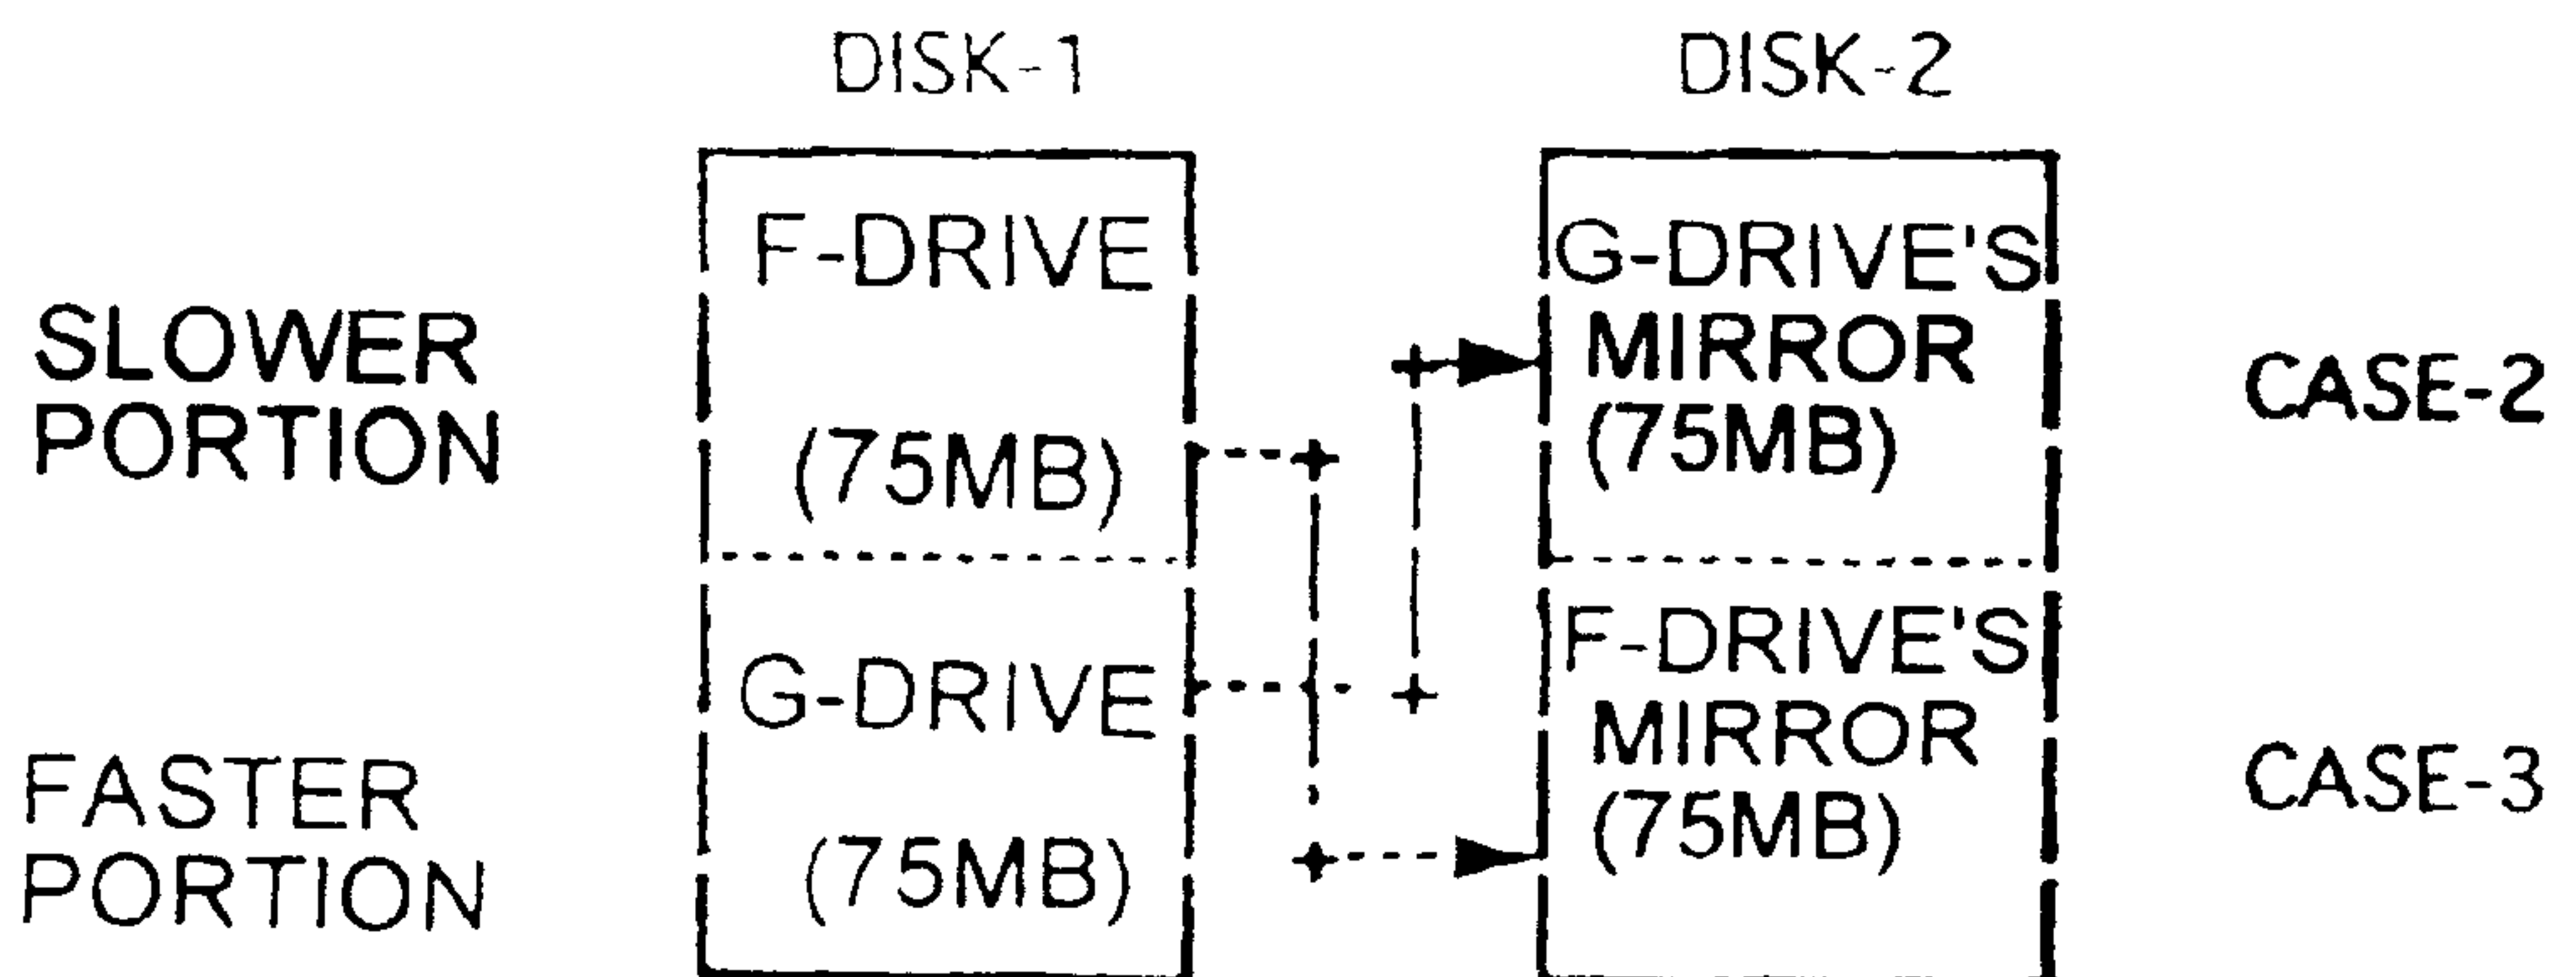 DISK-1
DISK-2
SLOWER
PORTION
F-DRIVE
(75MB)
G-DRIVE'S
MIRROR
(75MB)
CASE-2
FASTER
PORTION
G-DRIVE
(75MB)
F-DRIVE'S
MIRROR
(75MB)
CASE-3